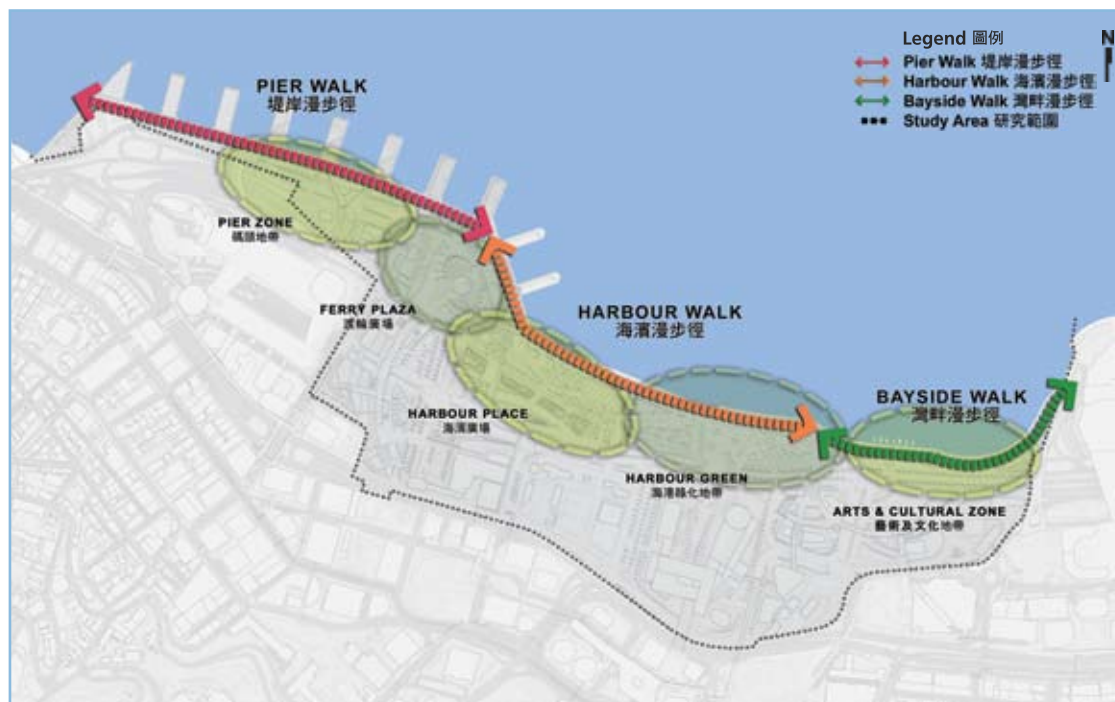 Legend 圖例
N
Pier Walk 堤岸漫步徑
Harbour Walk 海濱漫步徑
Bayside Walk 灣畔漫步徑
Study Area 研究範圍
PIER WALK
堤岸漫步徑
PIER ZONE
碼頭地帶
FERRY PLAZA
渡輪廣場
HARBOUR WALK
海濱漫步徑
HARBOUR PLACE
海濱廣場
BAYSIDE WALK
灣畔漫步徑
HARBOUR GREEN
海港綠化地帶
ARTS & CULTURAL ZONE
藝術及文化地帶